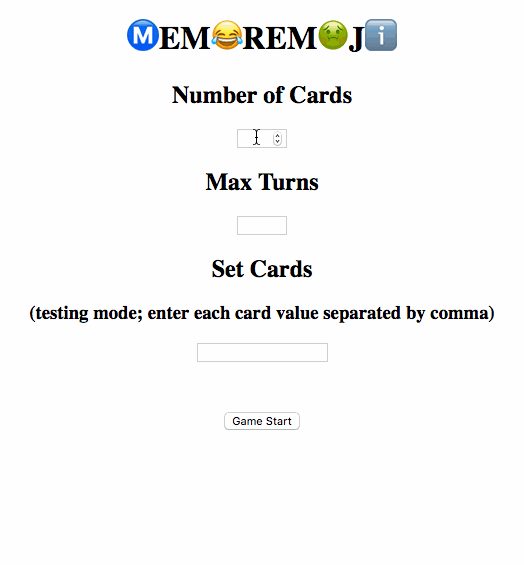 Ⓜ️EM😂REM🤢Jℹ️
Number of Cards
Max Turns
Set Cards
(testing mode; enter each card value separated by comma)
Game Start